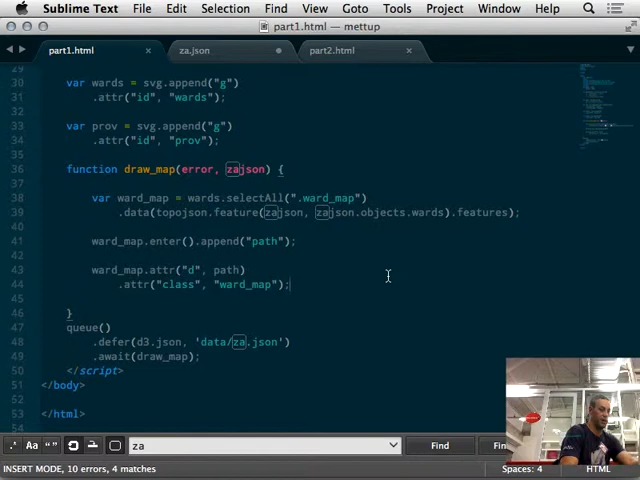 Sublime Text File Edit Selection Find View Goto Tools Project Window Help
part1.html — mettup
part1.html × za.json part2.html ×
29
30 var wards = svg.append("g")
31 .attr("id", "wards");
32
33 var prov = svg.append("g")
34 .attr("id", "prov");
35
36 function draw_map(error, zajson) {
37
38 var ward_map = wards.selectAll(".ward_map")
39 .data(topojson.feature(zajson, zajson.objects.wards).features);
40
41 ward_map.enter().append("path");
42
43 ward_map.attr("d", path)
44 .attr("class", "ward_map");
45
46 }
47 queue()
48 .defer(d3.json, 'data/za.json')
49 .await(draw_map);
50 </script>
51 </body>
52
53 </html>
54
.* Aa “” za Find Fin
INSERT MODE, 10 errors, 4 matches Spaces: 4 HTML